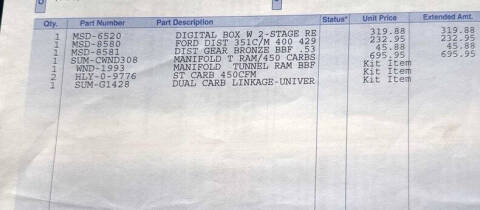 Qty. Part Number Part Description Status* Unit Price Extended Amt.
1 MSD-6520 DIGITAL BOX W 2-STAGE RE 319.88 319.88
1 MSD-8580 FORD DIST 351C/M 400 429 232.95 232.95
1 MSD-8581 DIST GEAR BRONZE BBF .53 45.88 45.88
1 SUM-CWND308 MANIFOLD T RAM/450 CARBS 695.95 695.95
1 WND-1993 MANIFOLD TUNNEL RAM BBF Kit Item
2 HLY-0-9776 ST CARB 450CFM Kit Item
1 SUM-G1428 DUAL CARB LINKAGE-UNIVER Kit Item